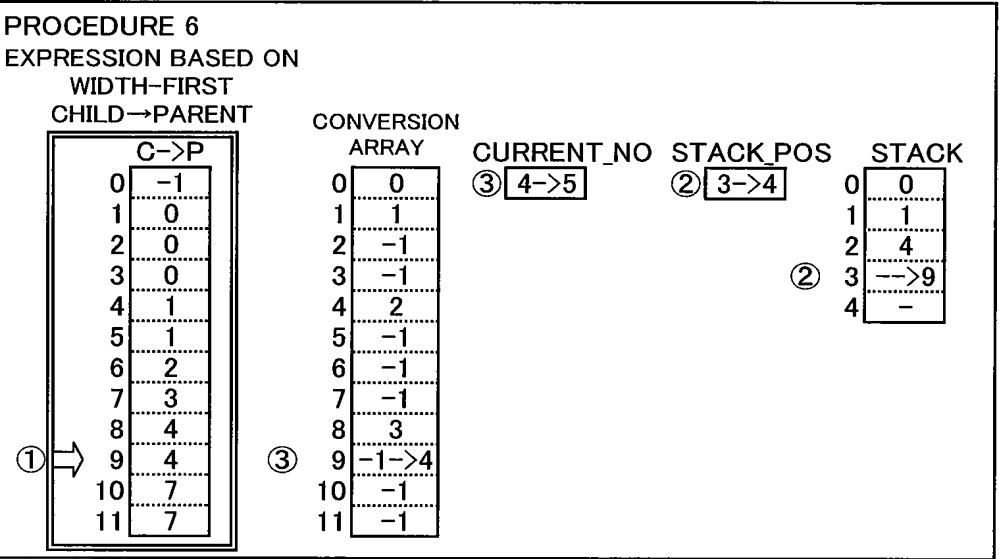 PROCEDURE 6
EXPRESSION BASED ON
WIDTH-FIRST
CHILD→PARENT
CONVERSION
ARRAY
CURRENT_NO STACK_POS STACK
C->P
0 -1 0 0 ③ 4->5 ② 3->4 0 0
1 0 1 1 1 1
2 0 2 -1 2 4
3 0 3 -1 ② 3 -->9
4 1 4 2 4 -
5 1 5 -1
6 2 6 -1
7 3 7 -1
8 4 8 3
① ⇨ 9 4 ③ 9 -1->4
10 7 10 -1
11 7 11 -1